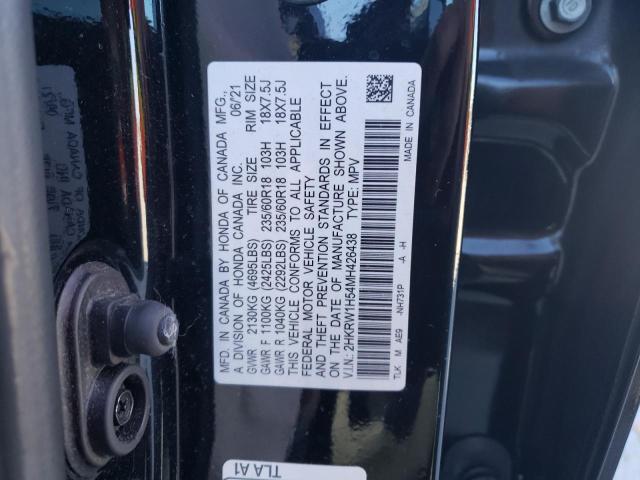 MFD. IN CANADA BY HONDA OF CANADA MFG.,
A DIVISION OF HONDA CANADA INC. 06/21
GVWR 2130KG (4695LBS) TIRE SIZE RIM SIZE
GAWR F 1100KG (2425LBS) 235/60R18 103H 18X7.5J
GAWR R 1040KG (2292LBS) 235/60R18 103H 18X7.5J
THIS VEHICLE CONFORMS TO ALL APPLICABLE
FEDERAL MOTOR VEHICLE SAFETY
AND THEFT PREVENTION STANDARDS IN EFFECT
ON THE DATE OF MANUFACTURE SHOWN ABOVE.
V.I.N.: 2HKRW1H54MH426438 TYPE: MPV
TLK M AE9 -NH731P -A -H
MADE IN CANADA
TLA A1